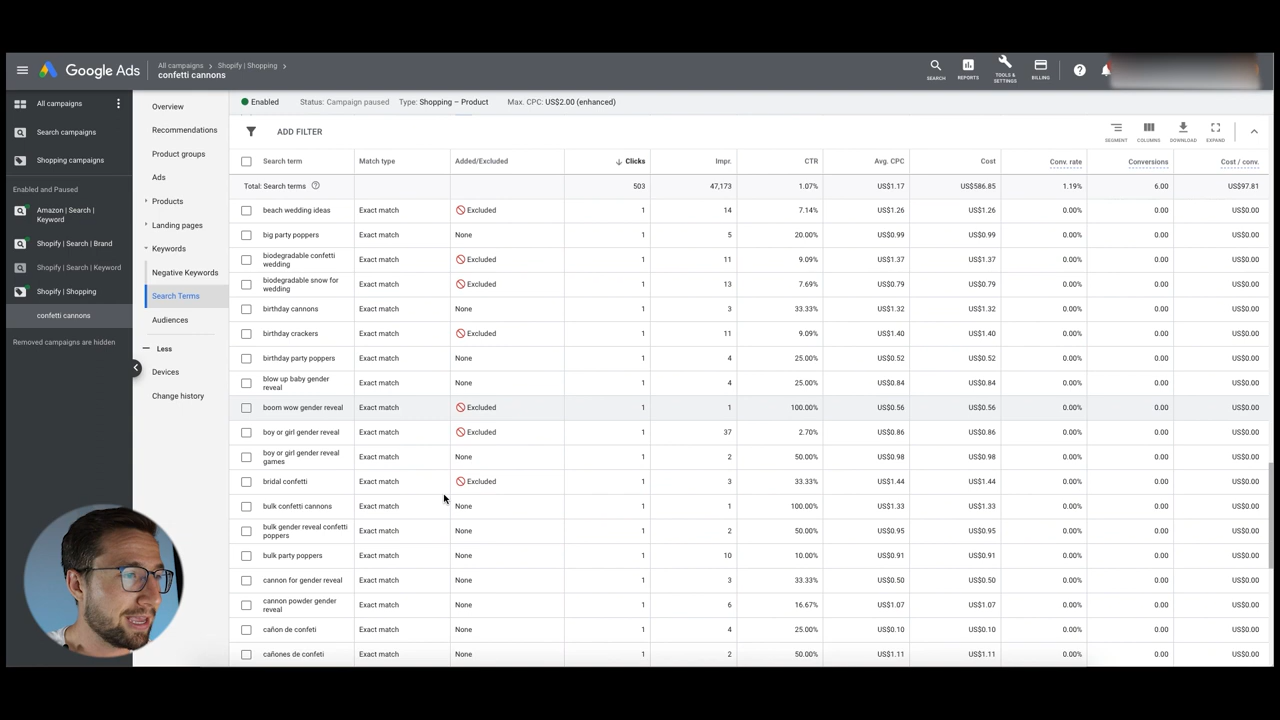 Google Ads
All campaigns > Shopify | Shopping >
confetti cannons
SEARCH
REPORTS
TOOLS & SETTINGS
BILLING
All campaigns
Search campaigns
Shopping campaigns
Enabled and Paused
Amazon | Search |
Keyword
Shopify | Search | Brand
Shopify | Search | Keyword
Shopify | Shopping
confetti cannons
Removed campaigns are hidden
Overview
Recommendations
Product groups
Ads
Products
Landing pages
Keywords
Negative Keywords
Search Terms
Audiences
Less
Devices
Change history
Enabled Status: Campaign paused Type: Shopping – Product Max. CPC: US$2.00 (enhanced)
ADD FILTER
SEGMENT COLUMNS DOWNLOAD EXPAND
Search term Match type Added/Excluded Clicks Impr. CTR Avg. CPC Cost Conv. rate Conversions Cost / conv.
Total: Search terms 503 47,173 1.07% US$1.17 US$586.85 1.19% 6.00 US$97.81
beach wedding ideas Exact match Excluded 1 14 7.14% US$1.26 US$1.26 0.00% 0.00 US$0.00
big party poppers Exact match None 1 5 20.00% US$0.99 US$0.99 0.00% 0.00 US$0.00
biodegradable confetti
wedding Exact match Excluded 1 11 9.09% US$1.37 US$1.37 0.00% 0.00 US$0.00
biodegradable snow for
wedding Exact match Excluded 1 13 7.69% US$0.79 US$0.79 0.00% 0.00 US$0.00
birthday cannons Exact match None 1 3 33.33% US$1.32 US$1.32 0.00% 0.00 US$0.00
birthday crackers Exact match Excluded 1 11 9.09% US$1.40 US$1.40 0.00% 0.00 US$0.00
birthday party poppers Exact match None 1 4 25.00% US$0.52 US$0.52 0.00% 0.00 US$0.00
blow up baby gender
reveal Exact match None 1 4 25.00% US$0.84 US$0.84 0.00% 0.00 US$0.00
boom wow gender reveal Exact match Excluded 1 1 100.00% US$0.56 US$0.56 0.00% 0.00 US$0.00
boy or girl gender reveal Exact match Excluded 1 37 2.70% US$0.86 US$0.86 0.00% 0.00 US$0.00
boy or girl gender reveal
games Exact match None 1 2 50.00% US$0.98 US$0.98 0.00% 0.00 US$0.00
bridal confetti Exact match Excluded 1 3 33.33% US$1.44 US$1.44 0.00% 0.00 US$0.00
bulk confetti cannons Exact match None 1 1 100.00% US$1.33 US$1.33 0.00% 0.00 US$0.00
bulk gender reveal confetti
poppers Exact match None 1 2 50.00% US$0.95 US$0.95 0.00% 0.00 US$0.00
bulk party poppers Exact match None 1 10 10.00% US$0.91 US$0.91 0.00% 0.00 US$0.00
cannon for gender reveal Exact match None 1 3 33.33% US$0.50 US$0.50 0.00% 0.00 US$0.00
cannon powder gender
reveal Exact match None 1 6 16.67% US$1.07 US$1.07 0.00% 0.00 US$0.00
cañon de confeti Exact match None 1 4 25.00% US$0.10 US$0.10 0.00% 0.00 US$0.00
cañones de confeti Exact match None 1 2 50.00% US$1.11 US$1.11 0.00% 0.00 US$0.00